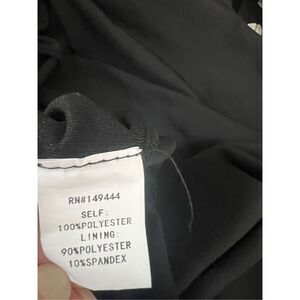 RN#149444
SELF:
100%POLYESTER
LINING:
90%POLYESTER
10%SPANDEX